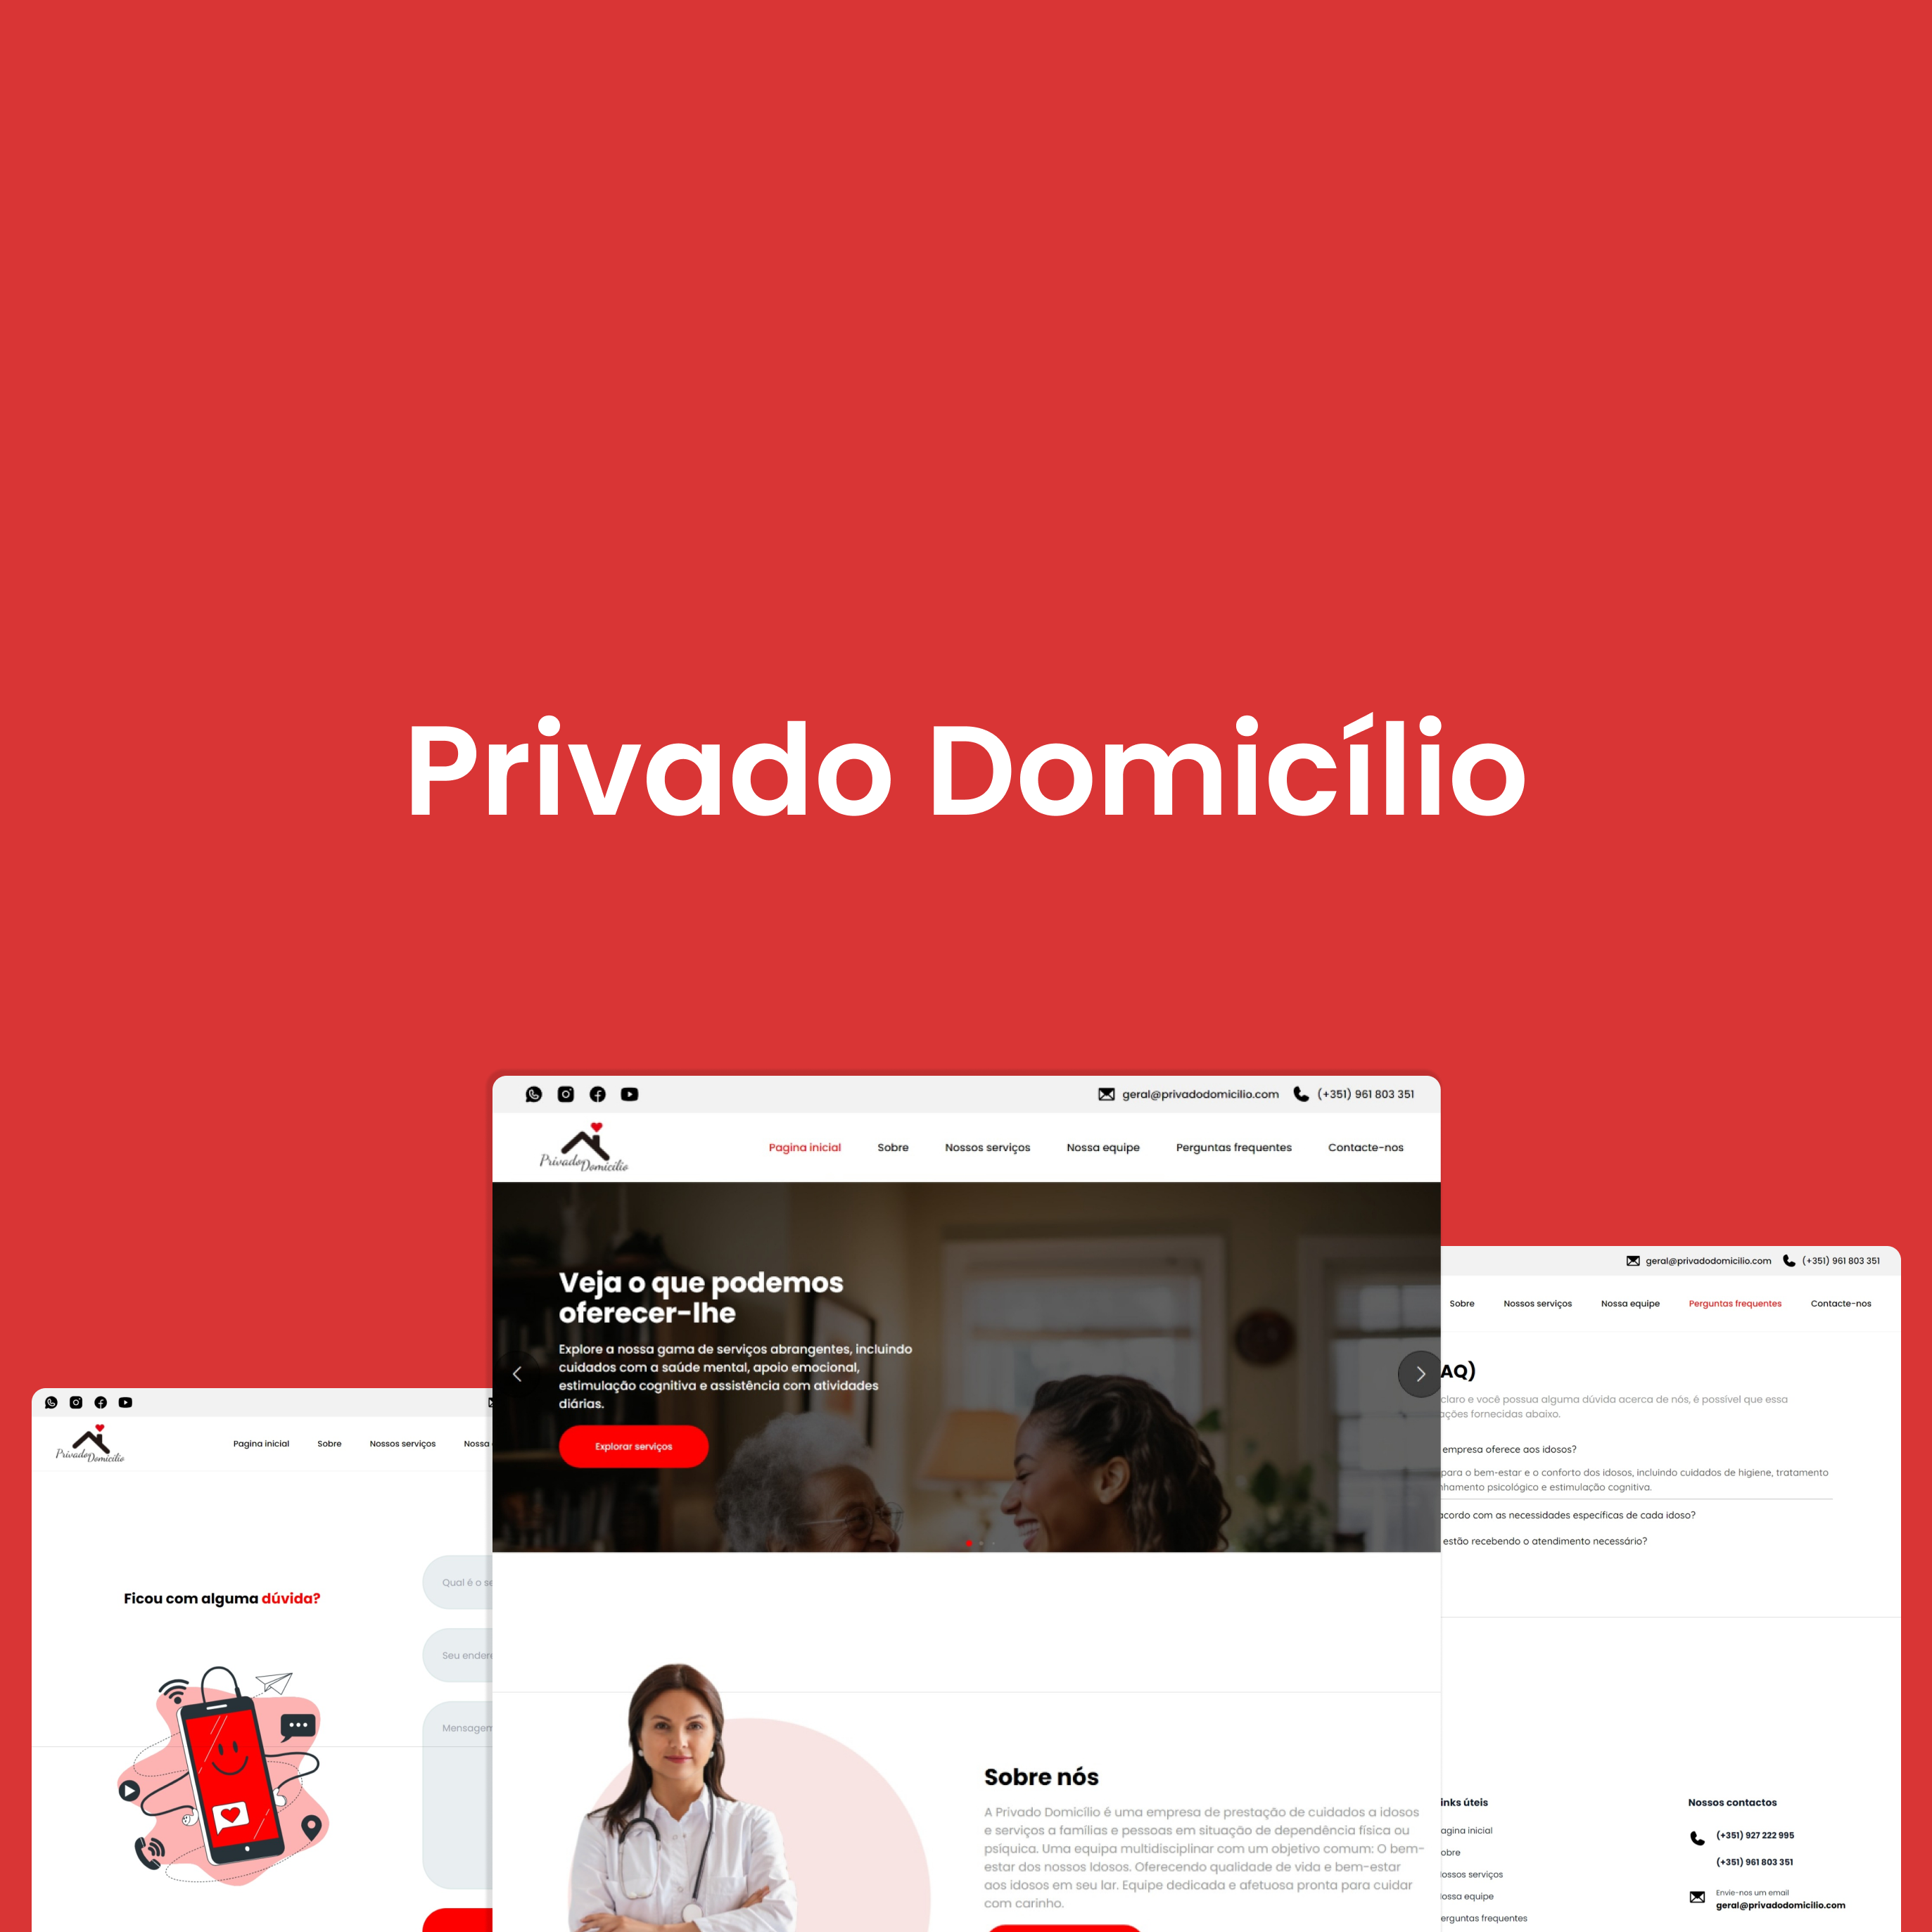 Privado Domicílio
geral@privadodomicilio.com
(+351) 961 803 351
Privado Domicilio
Pagina inicial
Sobre
Nossos serviços
Nossa equipe
Perguntas frequentes
Contacte-nos
Veja o que podemos
oferecer-lhe
Explore a nossa gama de serviços abrangentes, incluindo
cuidados com a saúde mental, apoio emocional,
estimulação cognitiva e assistência com atividades
diárias.
Explorar serviços
Sobre nós
A Privado Domicílio é uma empresa de prestação de cuidados a idosos
e serviços a famílias e pessoas em situação de dependência física ou
psíquica. Uma equipa multidisciplinar com um objetivo comum: O bem-
estar dos nossos Idosos. Oferecendo qualidade de vida e bem-estar
aos idosos em seu lar. Equipe dedicada e afetuosa pronta para cuidar
com carinho.
Privado Domicilio
Pagina inicial
Sobre
Nossos serviços
Nossa
Ficou com alguma dúvida?
Qual é o se
Seu ender
Mensagem
geral@privadodomicilio.com
(+351) 961 803 351
Sobre
Nossos serviços
Nossa equipe
Perguntas frequentes
Contacte-nos
AQ)
claro e você possua alguma dúvida acerca de nós, é possível que essa
ações fornecidas abaixo.
empresa oferece aos idosos?
para o bem-estar e o conforto dos idosos, incluindo cuidados de higiene, tratamento
hamento psicológico e estimulação cognitiva.
acordo com as necessidades específicas de cada idoso?
estão recebendo o atendimento necessário?
inks úteis
agina inicial
obre
ossos serviços
ossa equipe
erguntas frequentes
Nossos contactos
(+351) 927 222 995
(+351) 961 803 351
Envie-nos um email
geral@privadodomicilio.com